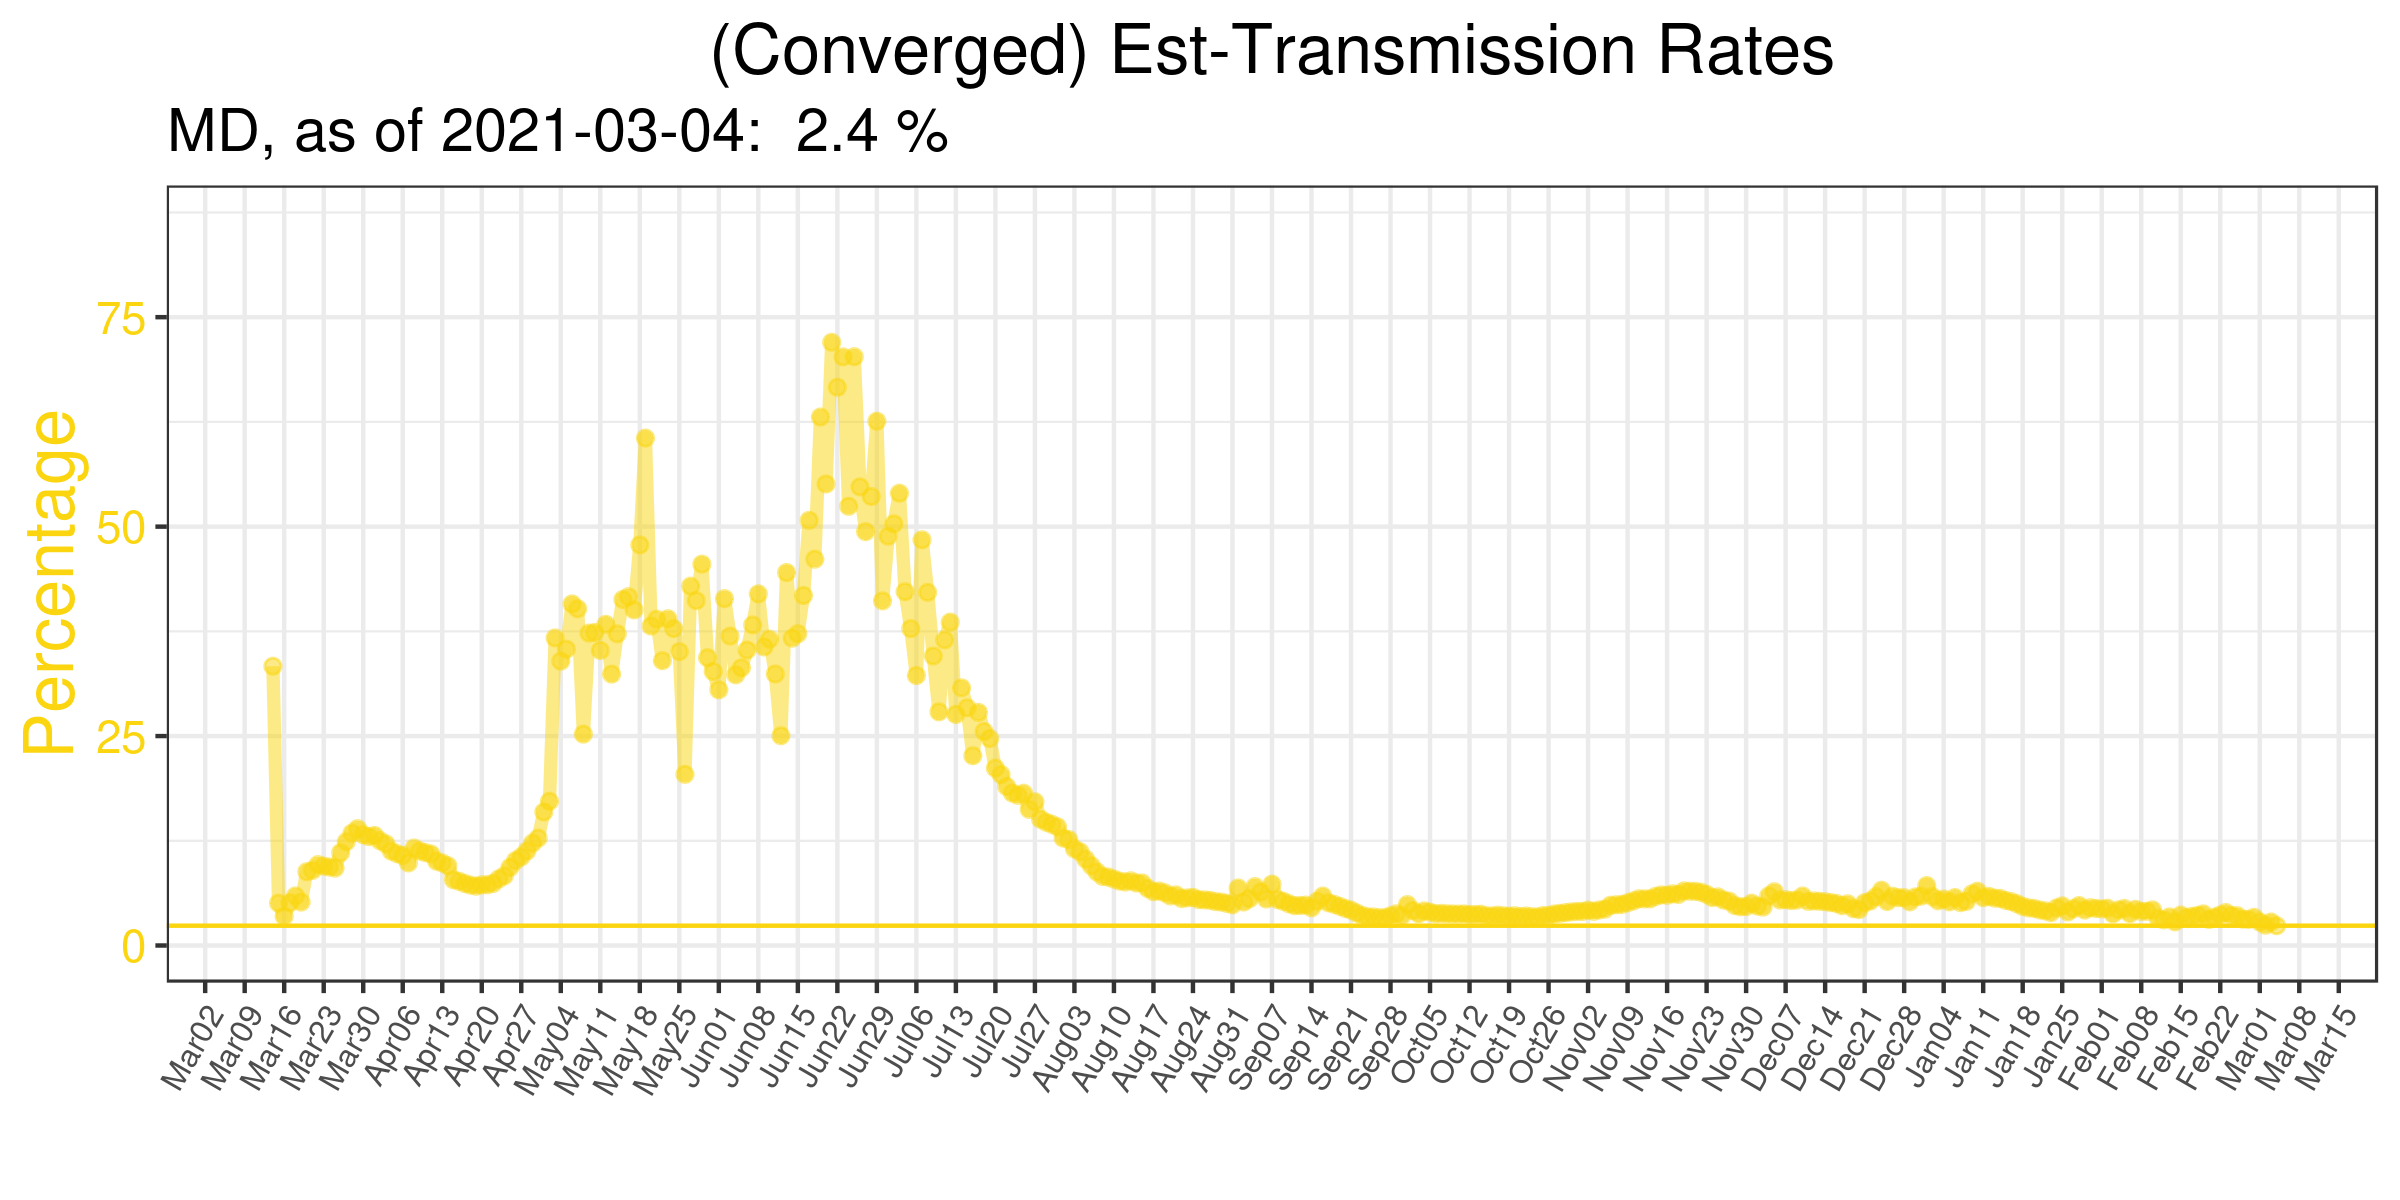 (Converged) Est-Transmission Rates
MD, as of 2021-03-04:  2.4 %
Percentage
75
50
25
0
Mar02
Mar09
Mar16
Mar23
Mar30
Apr06
Apr13
Apr20
Apr27
May04
May11
May18
May25
Jun01
Jun08
Jun15
Jun22
Jun29
Jul06
Jul13
Jul20
Jul27
Aug03
Aug10
Aug17
Aug24
Aug31
Sep07
Sep14
Sep21
Sep28
Oct05
Oct12
Oct19
Oct26
Nov02
Nov09
Nov16
Nov23
Nov30
Dec07
Dec14
Dec21
Dec28
Jan04
Jan11
Jan18
Jan25
Feb01
Feb08
Feb15
Feb22
Mar01
Mar08
Mar15